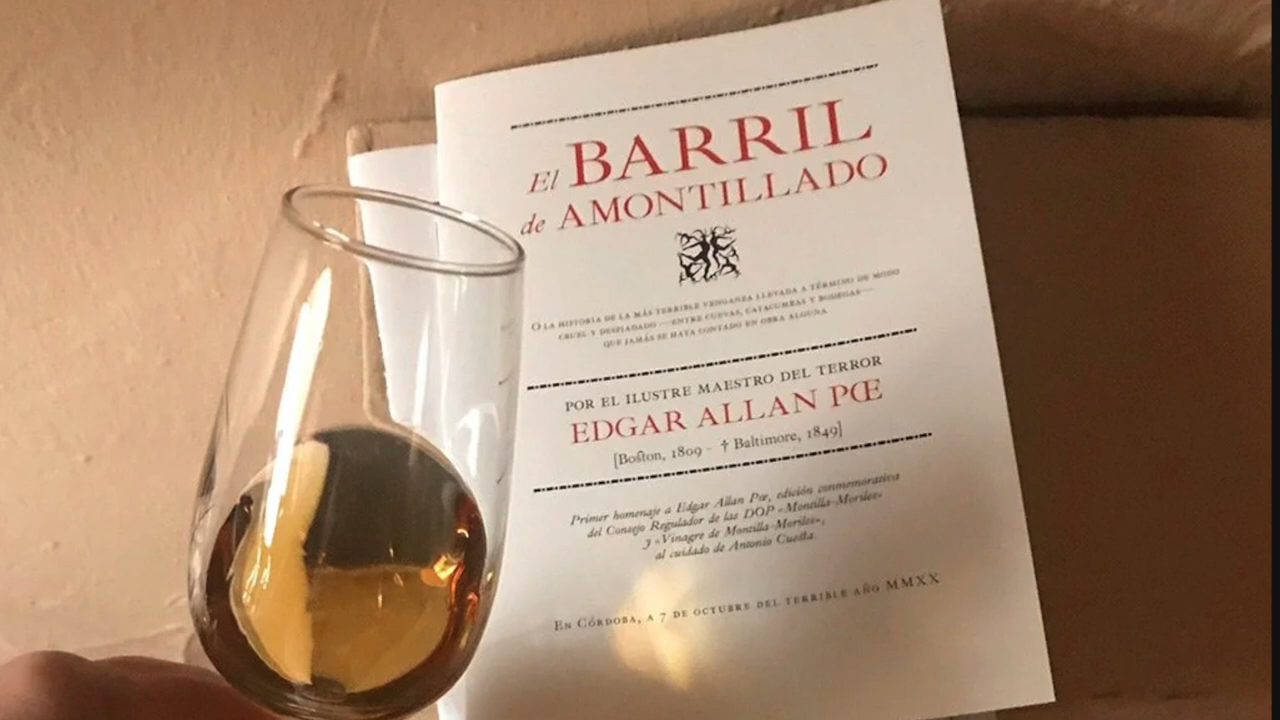 El BARRIL
de AMONTILLADO
O LA HISTORIA DE LA MÁS TERRIBLE VENGANZA LLEVADA A TÉRMINO DE MODO
CRUEL Y DESPIADADO —ENTRE CUEVAS, CATACUMBAS Y BODEGAS—
QUE JAMÁS SE HAYA CONTADO EN OBRA ALGUNA
POR EL ILUSTRE MAESTRO DEL TERROR
EDGAR ALLAN PŒ
[Boſton, 1809 - † Baltimore, 1849]
Primer homenaje a Edgar Allan Pœ, edición conmemorativa
del Consejo Regulador de las DOP «Montilla-Moriles»
y «Vinagre de Montilla-Moriles»,
al cuidado de Antonio Cueſta
EN CÓRDOBA, A 7 DE OCTUBRE DEL TERRIBLE AÑO MMXX